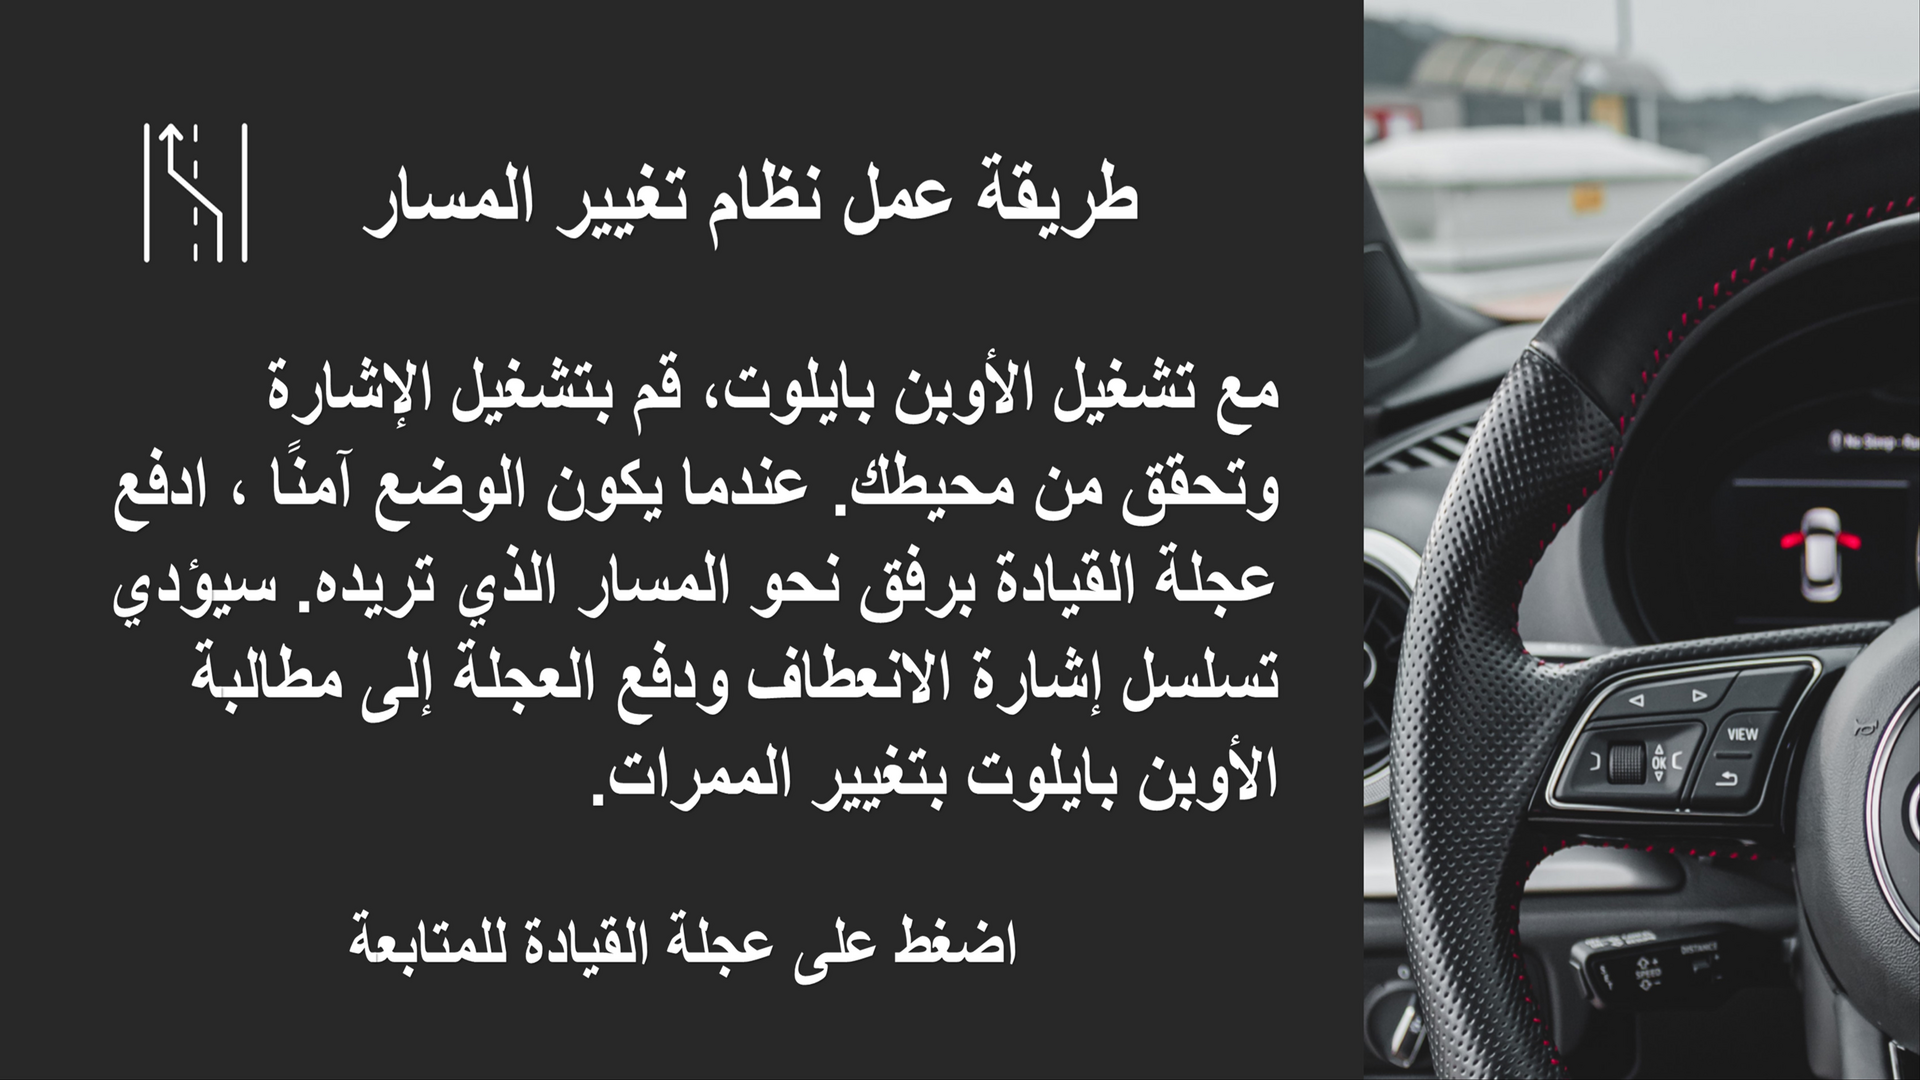 طريقة عمل نظام تغيير المسار
مع تشغيل الأوبن بايلوت، قم بتشغيل الإشارة
وتحقق من محيطك. عندما يكون الوضع آمنًا ، ادفع
عجلة القيادة برفق نحو المسار الذي تريده. سيؤدي
تسلسل إشارة الانعطاف ودفع العجلة إلى مطالبة
الأوبن بايلوت بتغيير الممرات.
اضغط على عجلة القيادة للمتابعة
VIEW
OK
DISTANCE
SPEED